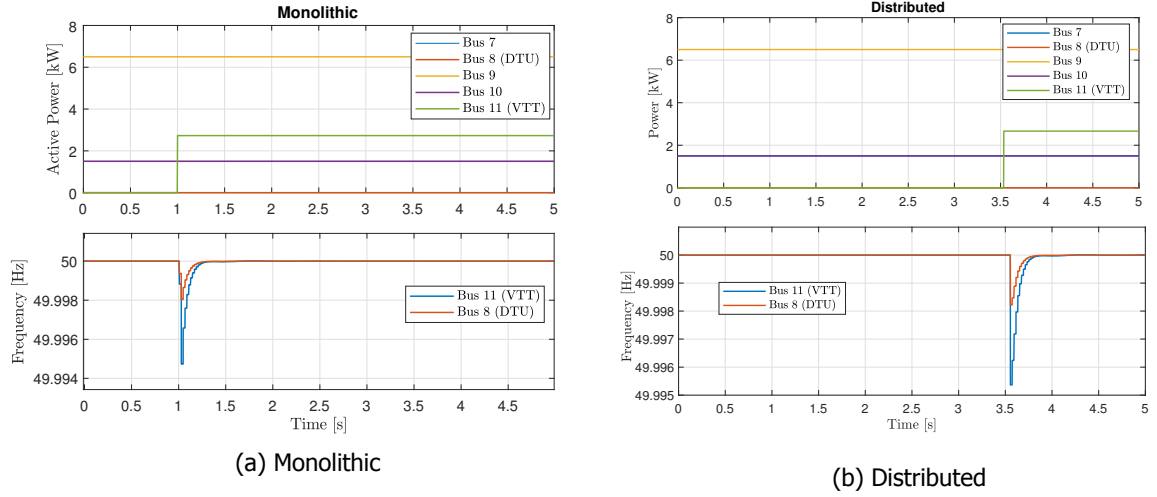 Monolithic
Active Power [kW]
8
6
4
2
0
0 0.5 1 1.5 2 2.5 3 3.5 4 4.5 5
Bus 7
Bus 8 (DTU)
Bus 9
Bus 10
Bus 11 (VTT)
Frequency [Hz]
50
49.998
49.996
49.994
0 0.5 1 1.5 2 2.5 3 3.5 4 4.5
Bus 11 (VTT)
Bus 8 (DTU)
Time [s]
(a) Monolithic
Distributed
Power [kW]
8
6
4
2
0
0 0.5 1 1.5 2 2.5 3 3.5 4 4.5 5
Bus 7
Bus 8 (DTU)
Bus 9
Bus 10
Bus 11 (VTT)
Frequency [Hz]
50
49.999
49.998
49.997
49.996
49.995
0 0.5 1 1.5 2 2.5 3 3.5 4 4.5 5
Bus 11 (VTT)
Bus 8 (DTU)
Time [s]
(b) Distributed